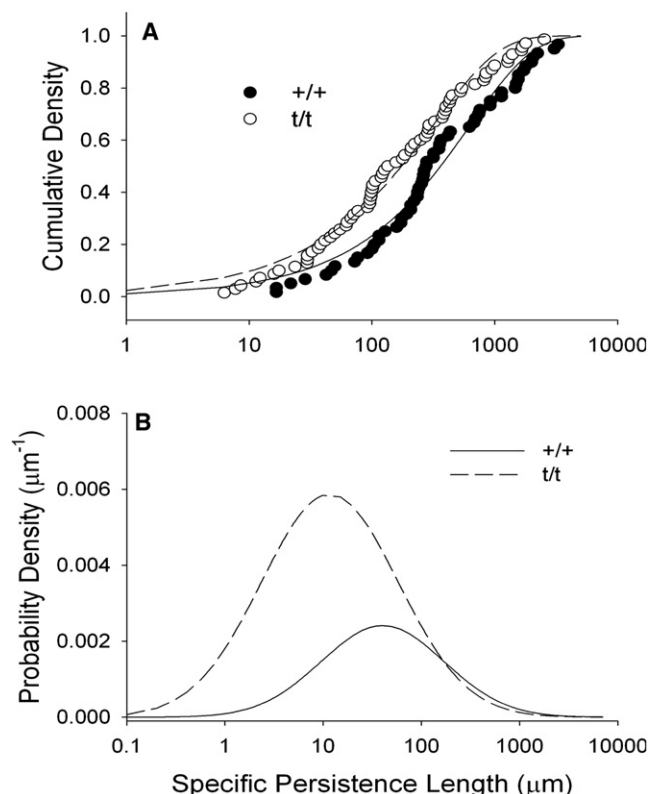 A
1.0
0.8
0.6
0.4
0.2
0.0
Cumulative Density
+/+
t/t
1 10 100 1000 10000
B
0.008
0.006
0.004
0.002
0.000
Probability Density (μm⁻¹)
+/+
t/t
0.1 1 10 100 1000 10000
Specific Persistence Length (μm)